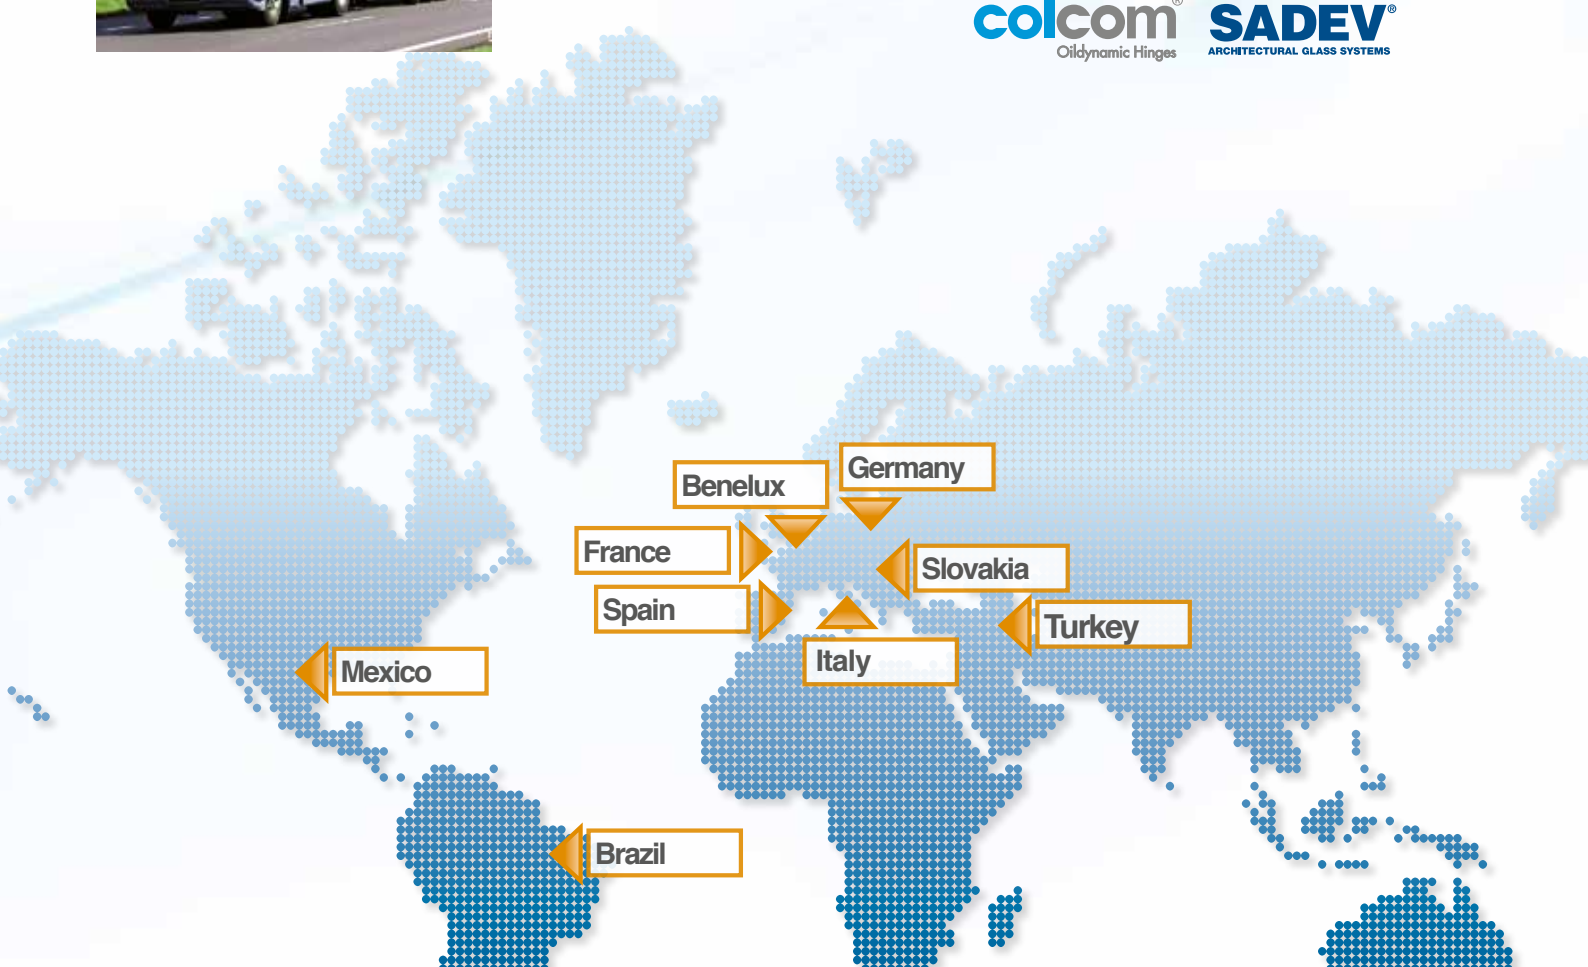 colcom®
Oildynamic Hinges
SADEV®
ARCHITECTURAL GLASS SYSTEMS
Germany
Benelux
France
Slovakia
Spain
Turkey
Italy
Mexico
Brazil